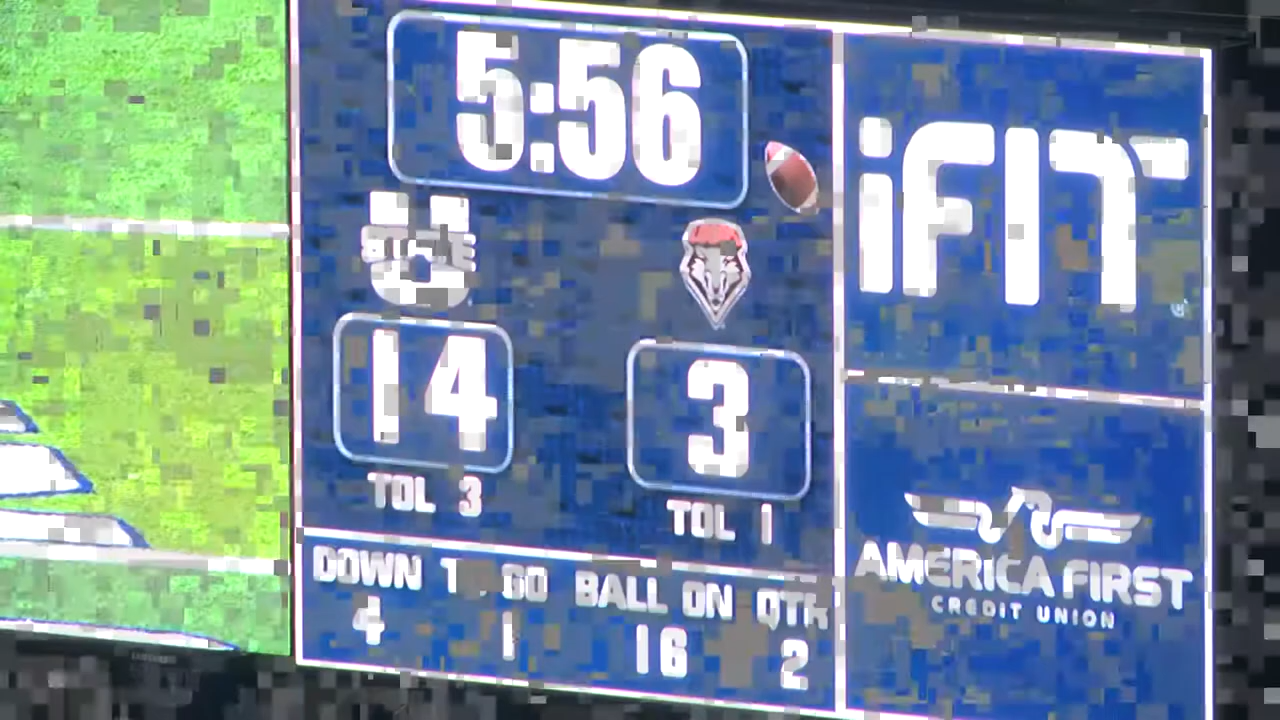 5:56
STATE
14
3
TOL 3
TOL 1
DOWN
GO
BALL ON
QTR
4
1
16
2
iFIT
AMERICA FIRST
CREDIT UNION